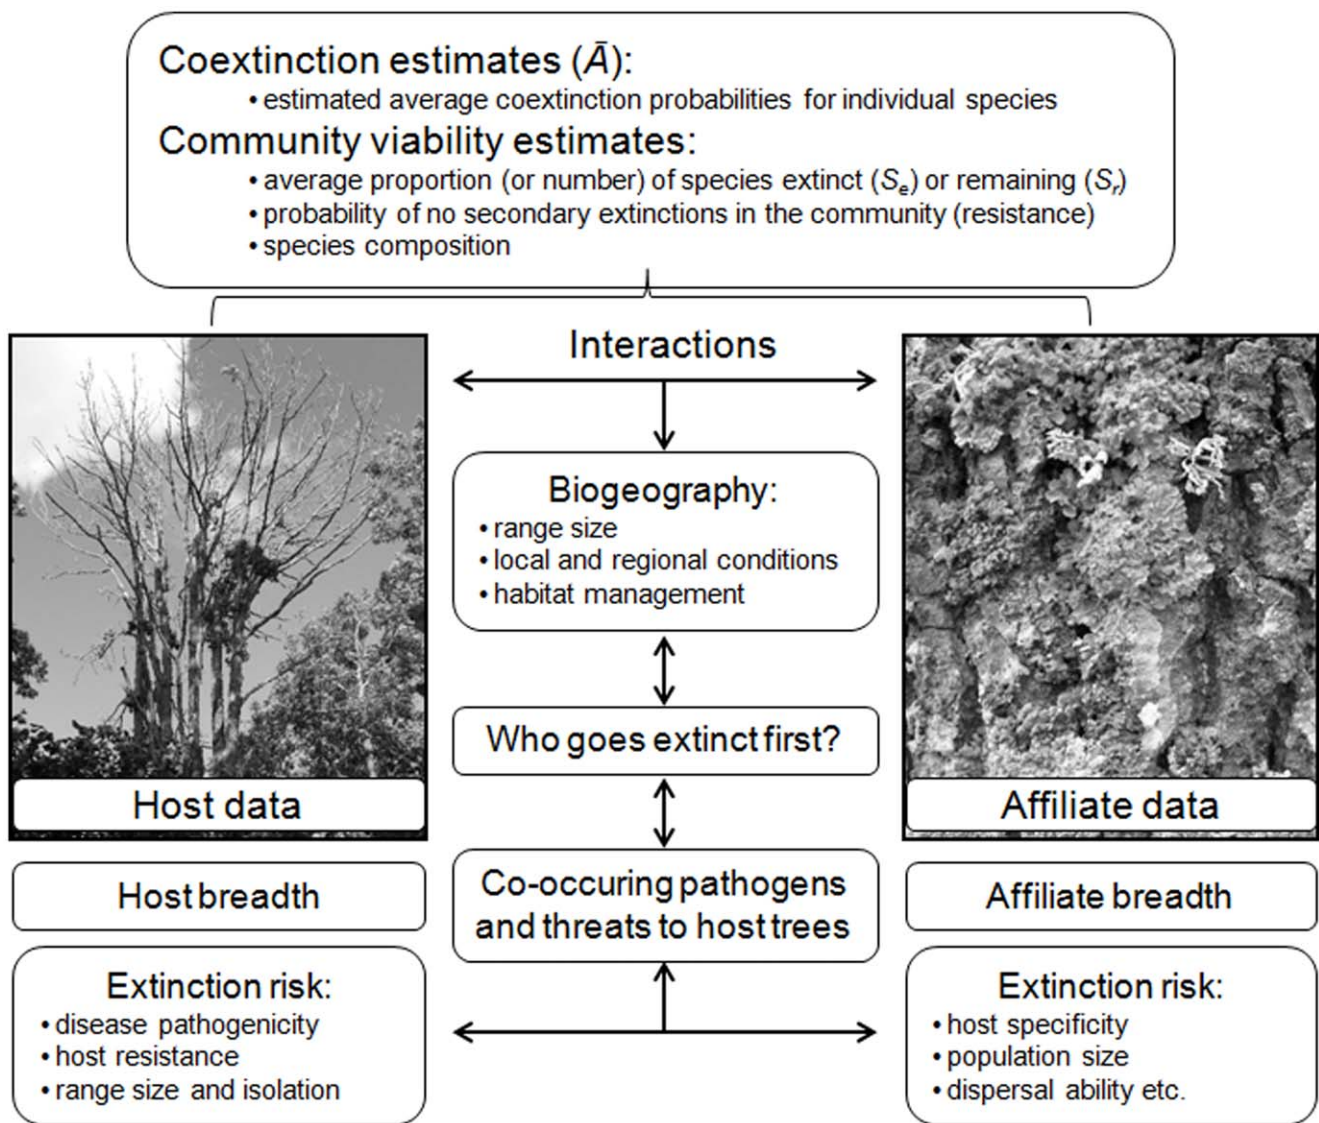 Coextinction estimates (Ā):
• estimated average coextinction probabilities for individual species
Community viability estimates:
• average proportion (or number) of species extinct (Se) or remaining (Sr)
• probability of no secondary extinctions in the community (resistance)
• species composition
Interactions
Biogeography:
• range size
• local and regional conditions
• habitat management
Who goes extinct first?
Host data
Affiliate data
Host breadth
Co-occuring pathogens
and threats to host trees
Affiliate breadth
Extinction risk:
• disease pathogenicity
• host resistance
• range size and isolation
Extinction risk:
• host specificity
• population size
• dispersal ability etc.